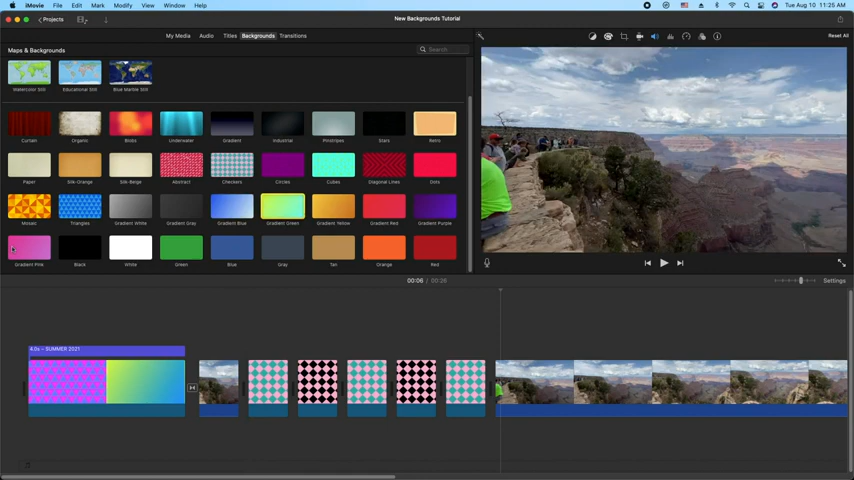 iMovie File Edit Mark Modify View Window Help
Tue Aug 10 11:25 AM
Projects
New Backgrounds Tutorial
My Media Audio Titles Backgrounds Transitions
Reset All
Maps & Backgrounds
Search
Watercolor Still Educational Still Blue Marble Still
Curtain Organic Blobs Underwater Gradient Industrial Pinstripes Stars Retro
Paper Silk-Orange Silk-Beige Abstract Checkers Circles Cubes Diagonal Lines Dots
Mosaic Triangles Gradient White Gradient Gray Gradient Blue Gradient Green Gradient Yellow Gradient Red Gradient Purple
Gradient Pink Black White Green Blue Gray Tan Orange Red
00:06 / 00:36
Settings
4.0s – SUMMER 2021